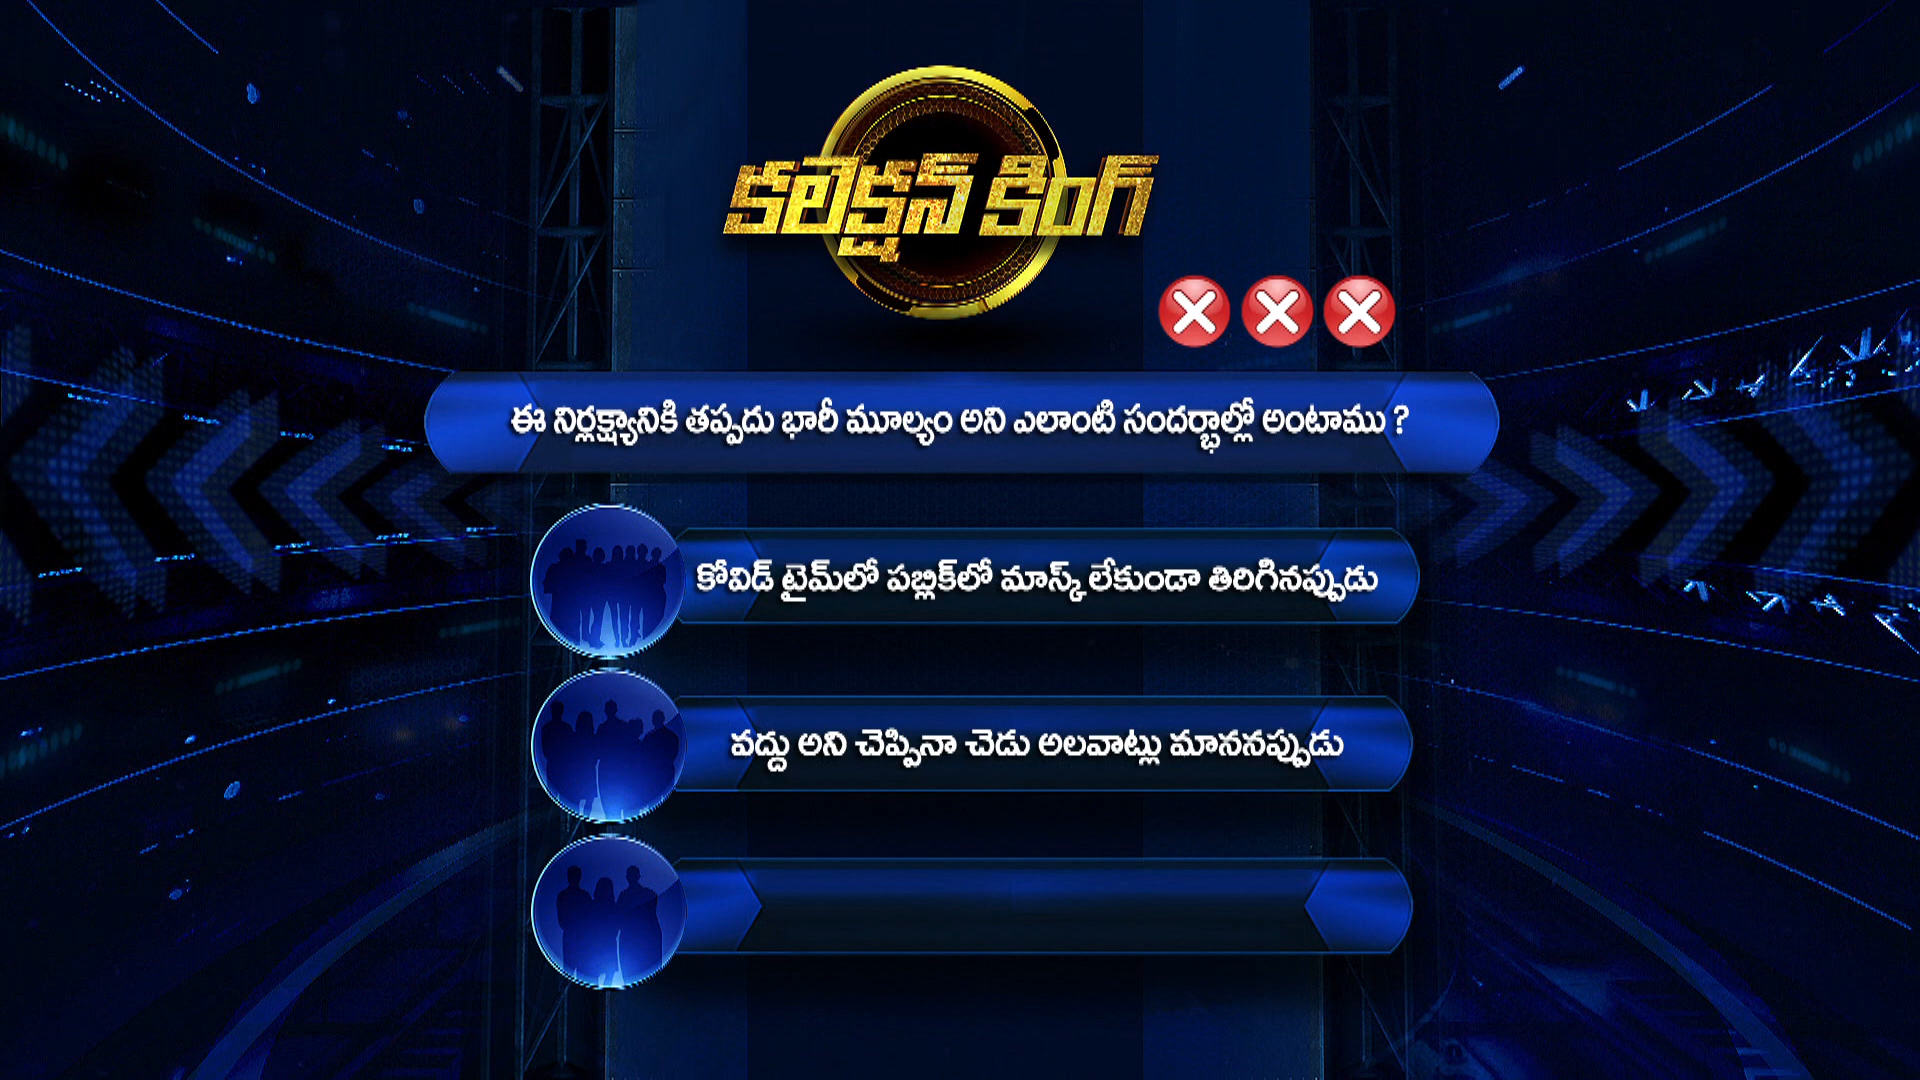 కలెక్షన్ కింగ్
ఈ నిర్లక్ష్యానికి తప్పదు భారీ మూల్యం అని ఎలాంటి సందర్భాల్లో అంటాము ?
కోవిడ్ టైమ్‌లో పబ్లిక్‌లో మాస్క్ లేకుండా తిరిగినప్పుడు
వద్దు అని చెప్పినా చెడు అలవాట్లు మాననప్పుడు